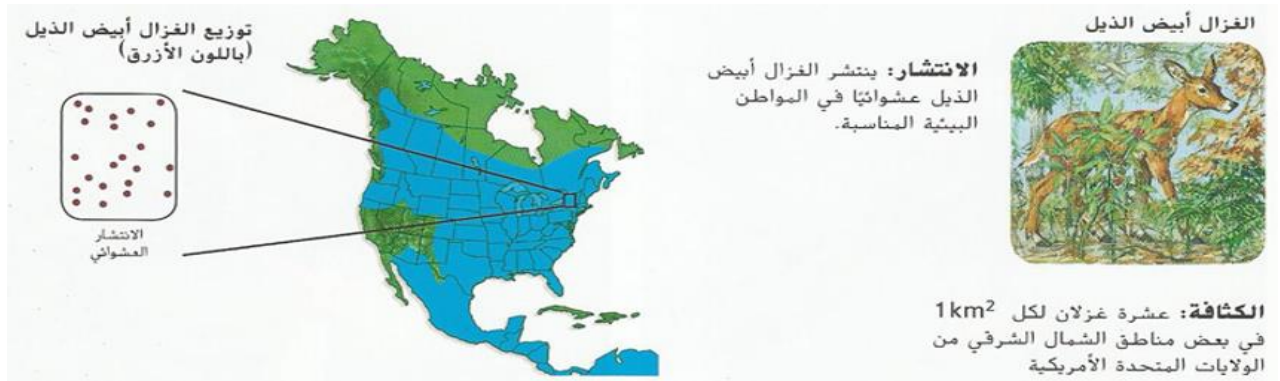 الغزال أبيض الذيل
الانتشار: ينتشر الغزال أبيض
الذيل عشوائيًا في المواطن
البيئية المناسبة.
الكثافة: عشرة غزلان لكل 1km²
في بعض مناطق الشمال الشرقي من
الولايات المتحدة الأمريكية
توزيع الغزال أبيض الذيل
(باللون الأزرق)
الانتشار
العشوائي